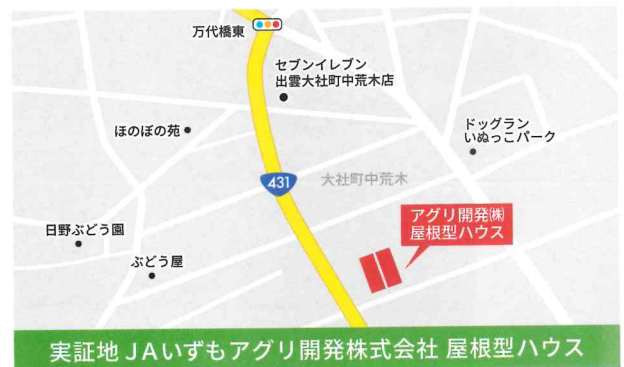 万代橋東
セブンイレブン
出雲大社町中荒木店
ドッグラン
いぬっこパーク
ほのぼの苑
431
大社町中荒木
アグリ開発㈱
屋根型ハウス
日野ぶどう園
ぶどう屋
実証地 JAいずもアグリ開発株式会社 屋根型ハウス